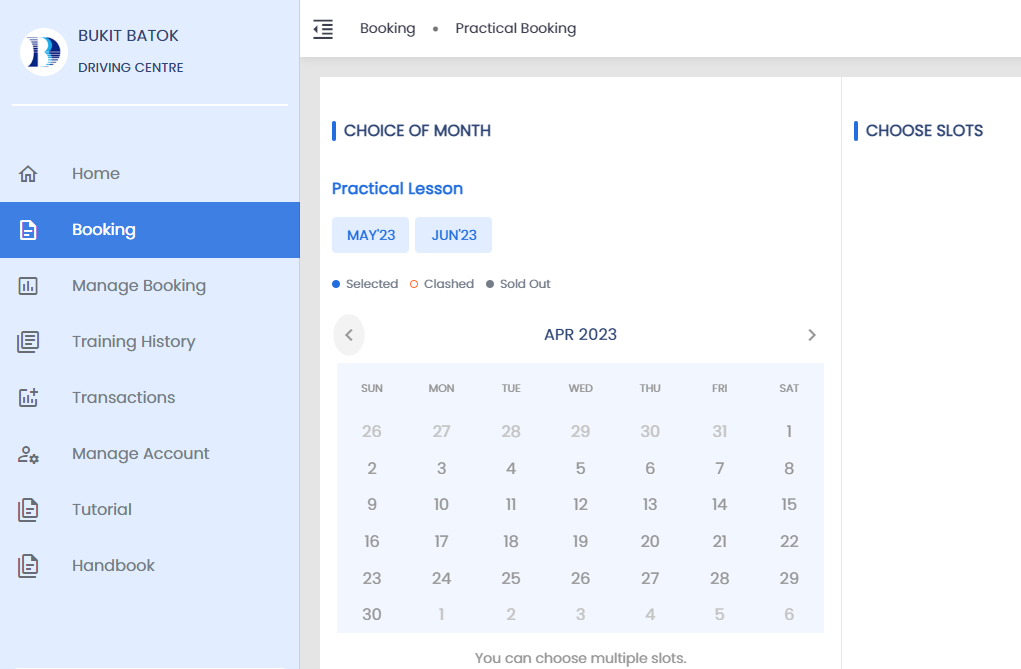 BUKIT BATOK
DRIVING CENTRE
Home
Booking
Manage Booking
Training History
Transactions
Manage Account
Tutorial
Handbook
Booking • Practical Booking
CHOICE OF MONTH
Practical Lesson
MAY'23 JUN'23
Selected Clashed Sold Out
APR 2023
SUN MON TUE WED THU FRI SAT
26 27 28 29 30 31 1
2 3 4 5 6 7 8
9 10 11 12 13 14 15
16 17 18 19 20 21 22
23 24 25 26 27 28 29
30 1 2 3 4 5 6
You can choose multiple slots.
CHOOSE SLOTS